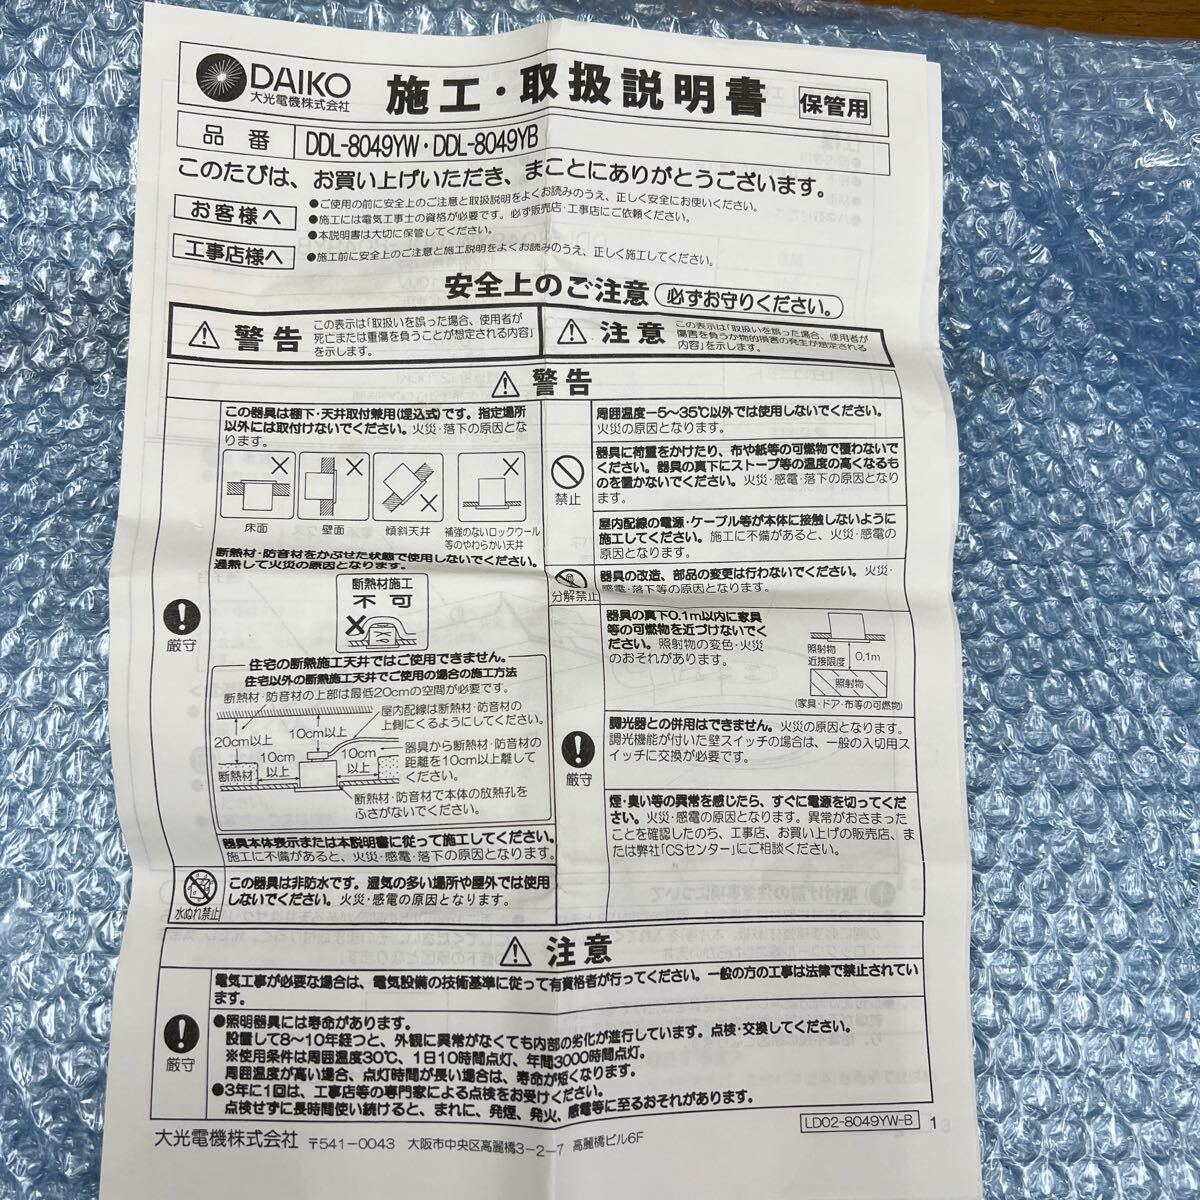 DAIKO
大光電機株式会社
施工・取扱説明書
保管用
品番
DDL-8049YW・DDL-8049YB
このたびは、お買い上げいただき、まことにありがとうございます。
お客様へ
●ご使用の前に安全上のご注意と取扱説明をよくお読みのうえ、正しく安全にお使いください。
●施工には電気工事士の資格が必要です。必ず販売店・工事店にご依頼ください。
●本説明書は大切に保管してください。
工事店様へ
●施工前に安全上のご注意と施工説明をよくお読みのうえ、正しく施工してください。
安全上のご注意
必ずお守りください。
警告
この表示は「取扱いを誤った場合、使用者が
死亡または重傷を負うことが想定される内容」
を示します。
注意
この表示は「取扱いを誤った場合、使用者が
傷害を負うか物的損害の発生が想定される
内容」を示します。
警告
この器具は棚下・天井取付兼用(埋込式)です。指定場所
以外には取付けないでください。火災・落下の原因とな
ります。
床面
壁面
傾斜天井
補強のないロックウール
等のやわらかい天井
断熱材・防音材をかぶせた状態で使用しないでください。
過熱して火災の原因となります。
断熱材施工
不可
厳守
住宅の断熱施工天井ではご使用できません。
住宅以外の断熱施工天井でご使用の場合の施工方法
断熱材・防音材の上部は最低20cmの空間が必要です。
屋内配線は断熱材・防音材の
上側にくるようにしてください。
20cm以上
10cm以上
10cm
以上
10cm
以上
断熱材
器具から断熱材・防音材の
距離を10cm以上離して
ください。
断熱材・防音材で本体の放熱孔を
ふさがないでください。
器具本体表示または本説明書に従って施工してください。
施工に不備があると、火災・感電・落下の原因となります。
水ぬれ禁止
この器具は非防水です。湿気の多い場所や屋外では使用
しないでください。火災・感電の原因となります。
禁止
周囲温度−5〜35℃以外では使用しないでください。
火災の原因となります。
器具に荷重をかけたり、布や紙等の可燃物で覆わないで
ください。器具の真下にストーブ等の温度の高くなるも
のを置かないでください。火災・感電・落下の原因となり
ます。
屋内配線の電源・ケーブル等が本体に接触しないように
施工してください。施工に不備があると、火災・感電の
原因となります。
分解禁止
器具の改造、部品の変更は行わないでください。火災・
感電・落下等の原因となります。
厳守
器具の真下0.1m以内に家具
等の可燃物を近づけないでく
ださい。照射物の変色・火災
のおそれがあります。
照射物
近接限度
0.1m
照射物
(家具・ドア・布等の可燃物)
調光器との併用はできません。火災の原因となります。
調光機能が付いた壁スイッチの場合は、一般の入切用ス
イッチに交換が必要です。
煙・臭い等の異常を感じたら、すぐに電源を切ってくだ
さい。火災・感電の原因となります。異常がおさまった
ことを確認したのち、工事店、お買い上げの販売店、ま
たは弊社「CSセンター」にご相談ください。
注意
厳守
電気工事が必要な場合は、電気設備の技術基準に従って有資格者が行ってください。一般の方の工事は法律で禁止されてい
ます。
●照明器具には寿命があります。
設置して8〜10年経つと、外観に異常がなくても内部の劣化が進行しています。点検・交換してください。
※使用条件は周囲温度30℃、1日10時間点灯、年間3000時間点灯。
周囲温度が高い場合、点灯時間が長い場合は、寿命が短くなります。
●3年に1回は、工事店等の専門家による点検をお受けください。
点検せずに長時間使い続けると、まれに、発煙、発火、感電等に至るおそれがあります。
大光電機株式会社 〒541-0043 大阪市中央区高麗橋3-2-7 高麗橋ビル6F
LD02-8049YW-B
1